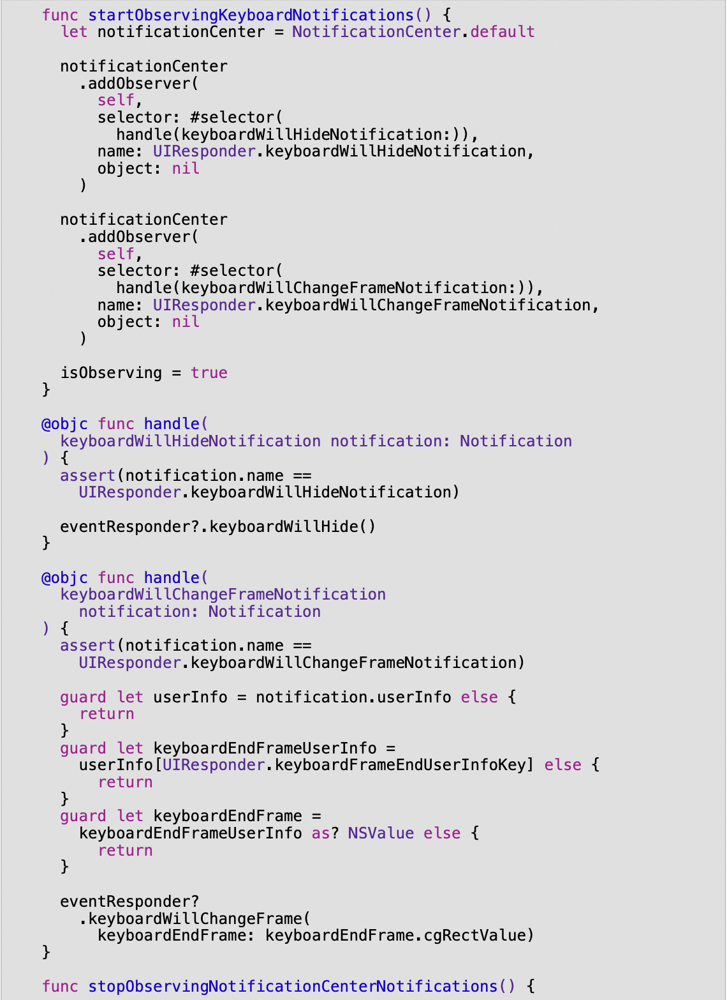 func startObservingKeyboardNotifications() {
let notificationCenter = NotificationCenter.default
notificationCenter
.addObserver(
self,
selector: #selector(
handle(keyboardWillHideNotification:)),
name: UIResponder.keyboardWillHideNotification,
object: nil
)
notificationCenter
.addObserver(
self,
selector: #selector(
handle(keyboardWillChangeFrameNotification:)),
name: UIResponder.keyboardWillChangeFrameNotification,
object: nil
)
isObserving = true
}
@objc func handle(
keyboardWillHideNotification notification: Notification
) {
assert(notification.name ==
UIResponder.keyboardWillHideNotification)
eventResponder?.keyboardWillHide()
}
@objc func handle(
keyboardWillChangeFrameNotification
notification: Notification
) {
assert(notification.name ==
UIResponder.keyboardWillChangeFrameNotification)
guard let userInfo = notification.userInfo else {
return
}
guard let keyboardEndFrameUserInfo =
userInfo[UIResponder.keyboardFrameEndUserInfoKey] else {
return
}
guard let keyboardEndFrame =
keyboardEndFrameUserInfo as? NSValue else {
return
}
eventResponder?
.keyboardWillChangeFrame(
keyboardEndFrame: keyboardEndFrame.cgRectValue)
}
func stopObservingNotificationCenterNotifications() {